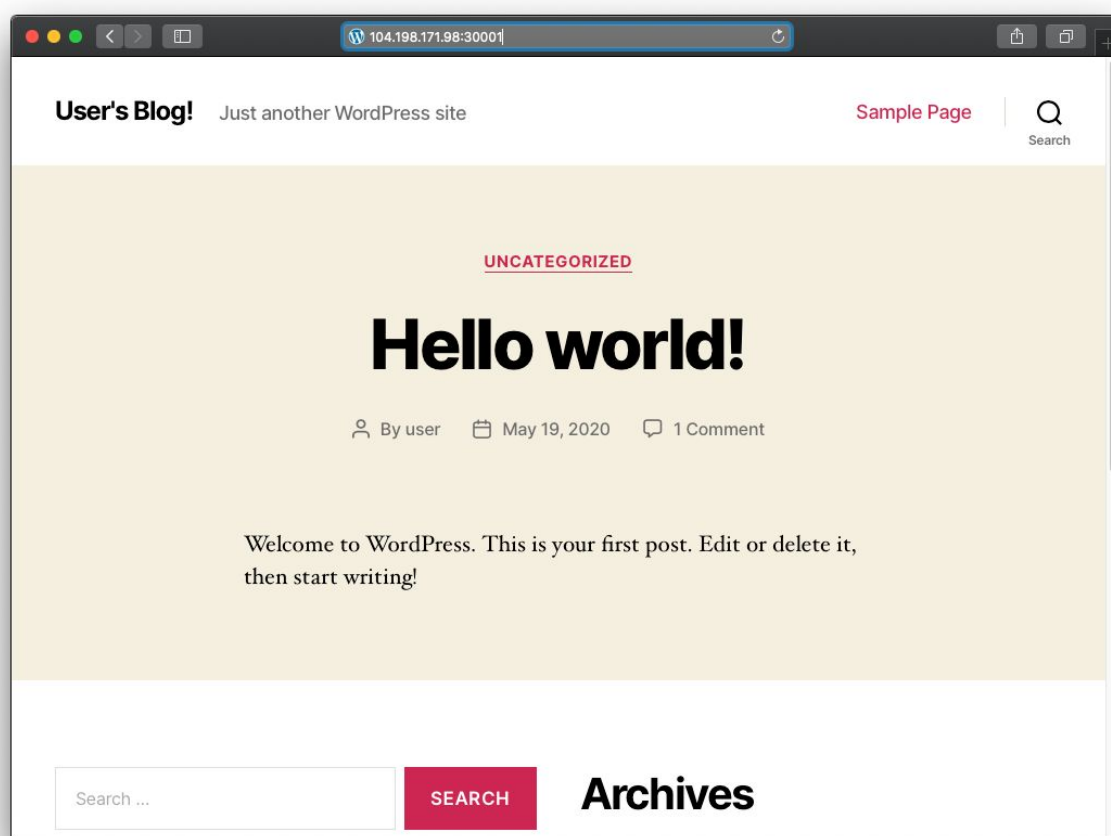 104.198.171.98:30001
User's Blog! Just another WordPress site Sample Page
Search
UNCATEGORIZED
Hello world!
By user May 19, 2020 1 Comment
Welcome to WordPress. This is your first post. Edit or delete it,
then start writing!
Search ... SEARCH Archives